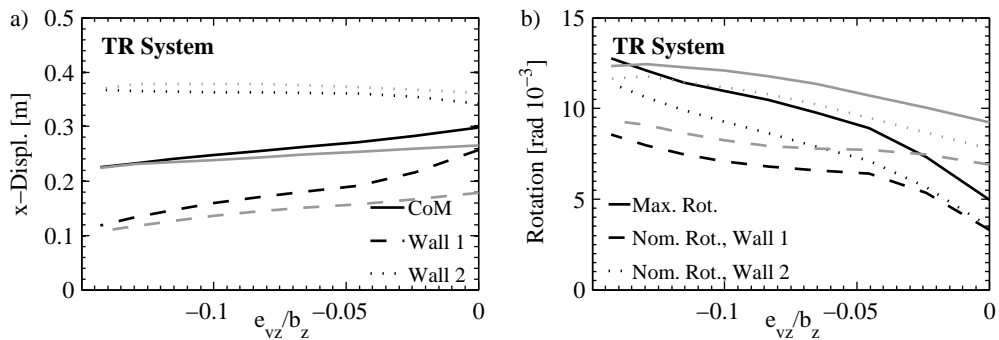 a)
TR System
x−Displ. [m]
0.5
0.4
0.3
0.2
0.1
0
CoM
Wall 1
Wall 2
−0.1
−0.05
0
e_vz/b_z
b)
TR System
Rotation [rad 10^−3]
15
10
5
0
Max. Rot.
Nom. Rot., Wall 1
Nom. Rot., Wall 2
−0.1
−0.05
0
e_vz/b_z